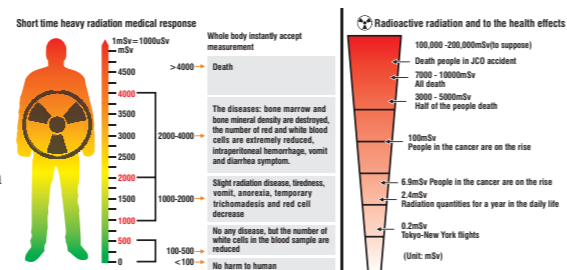 Short time heavy radiation medical response
1mSv=1000uSv
mSv
4500
4000
3500
3000
2500
2000
1500
1000
500
0
Whole body instantly accept
measurement
>4000
Death
2000-4000
The diseases: bone marrow and
bone mineral density are destroyed,
the number of red and white blood
cells are extremely reduced,
intraperitoneal hemorrhage, vomit
and diarrhea symptom.
1000-2000
Slight radiation disease, tiredness,
vomit, anorexia, temporary
trichomadesis and red cell
decrease
100-500
No any disease, but the number of
white cells in the blood sample are
reduced
<100
No harm to human
Radioactive radiation and to the health effects
100,000 -200,000mSv(to suppose)
Death people in JCO accident
7000 - 10000mSv
All death
3000 - 5000mSv
Half of the people death
100mSv
People in the cancer are on the rise
6.9mSv People in the cancer are on the rise
2.4mSv
Radiation quantities for a year in the daily life
0.2mSv
Tokyo-New York flights
(Unit: mSv)